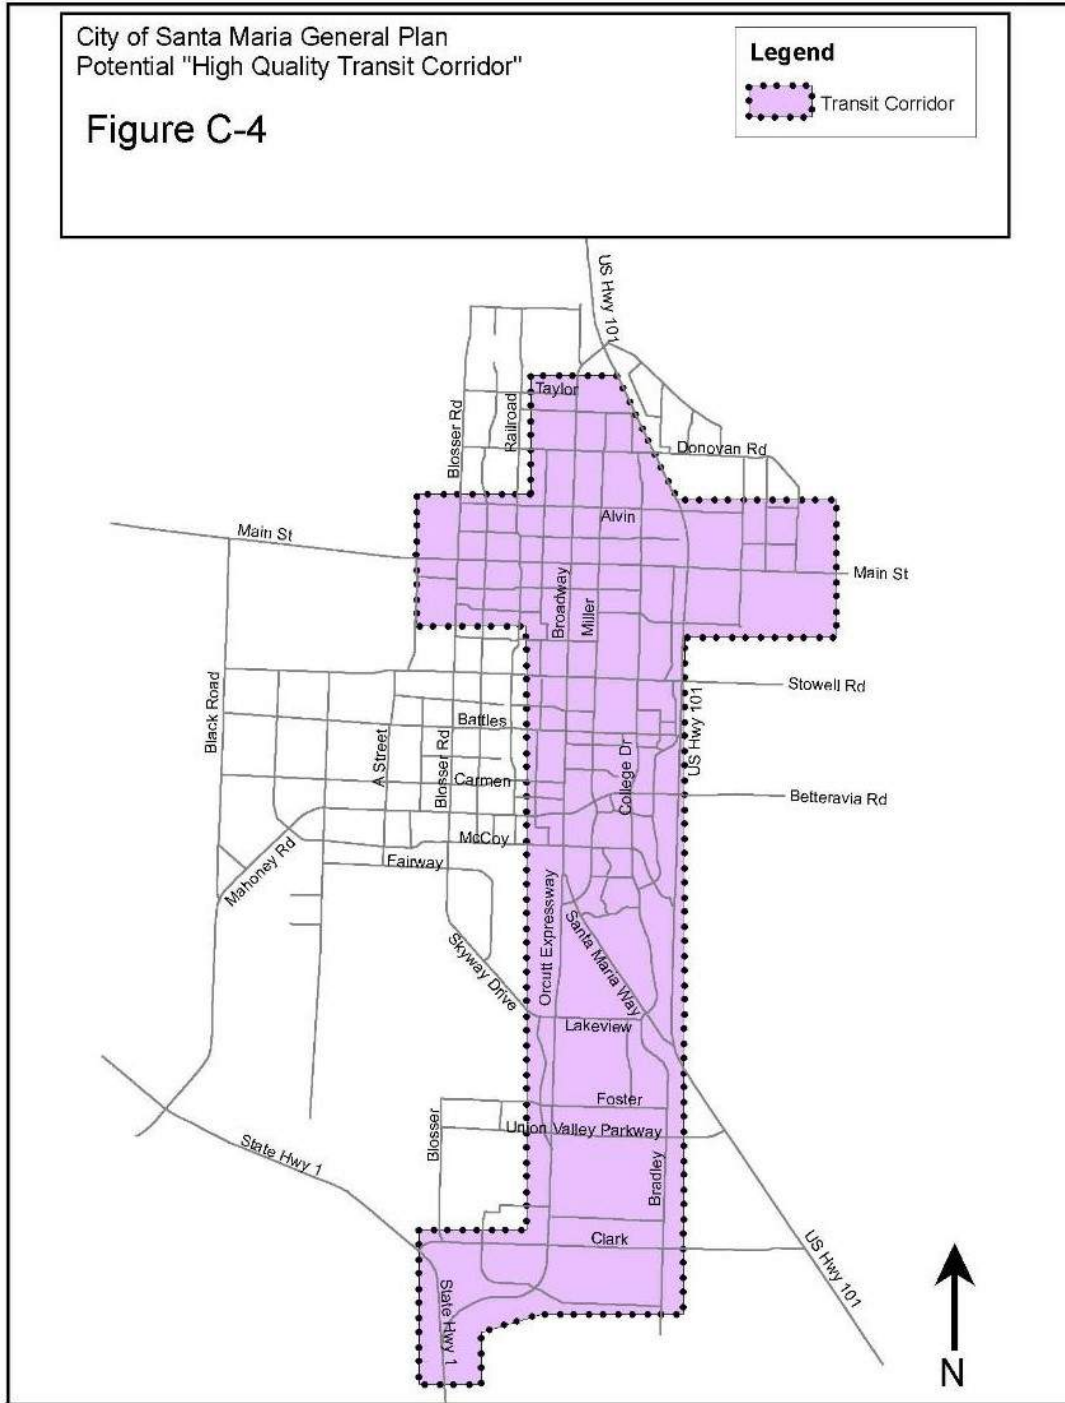 City of Santa Maria General Plan
Potential "High Quality Transit Corridor"
Figure C-4
Legend
Transit Corridor
US Hwy 101
Taylor
Blosser Rd
Railroad
Donovan Rd
Alvin
Main St
Main St
Broadway
Miller
Stowell Rd
Black Road
US Hwy 101
Battles
A Street
Blosser Rd
College Dr
Carmen
Betteravia Rd
McCoy
Mahoney Rd
Fairway
Orcutt Expressway
Santa Maria Way
Skyway Drive
Lakeview
Foster
Blosser
Union Valley Parkway
State Hwy 1
Bradley
Clark
US Hwy 101
State Hwy 1
N